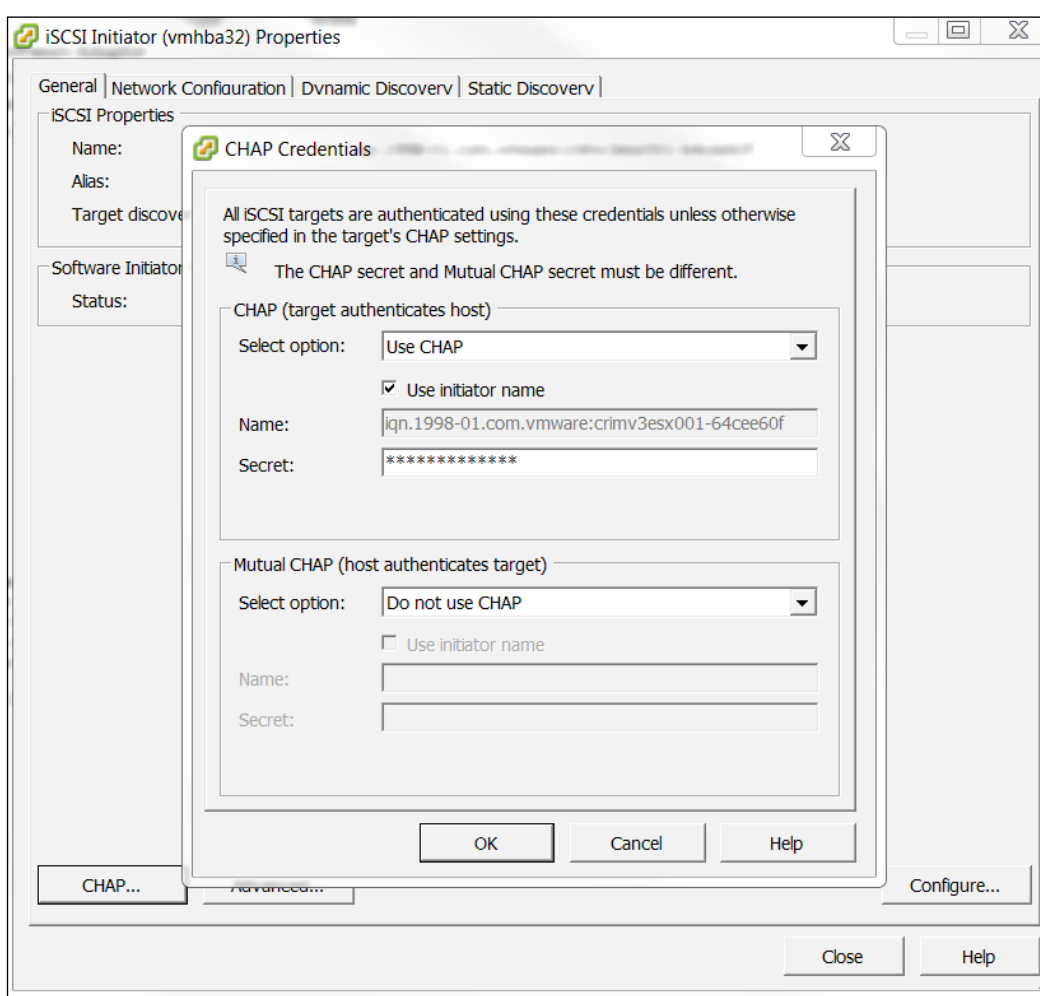 iSCSI Initiator (vmhba32) Properties
General Network Configuration Dynamic Discovery Static Discovery
iSCSI Properties
Name:
Alias:
Target discove
Software Initiator
Status:
CHAP Credentials
All iSCSI targets are authenticated using these credentials unless otherwise
specified in the target's CHAP settings.
The CHAP secret and Mutual CHAP secret must be different.
CHAP (target authenticates host)
Select option: Use CHAP
Use initiator name
Name: iqn.1998-01.com.vmware:crimv3esx001-64cee60f
Secret: *************
Mutual CHAP (host authenticates target)
Select option: Do not use CHAP
Use initiator name
Name:
Secret:
OK Cancel Help
CHAP... Advanced... Configure...
Close Help